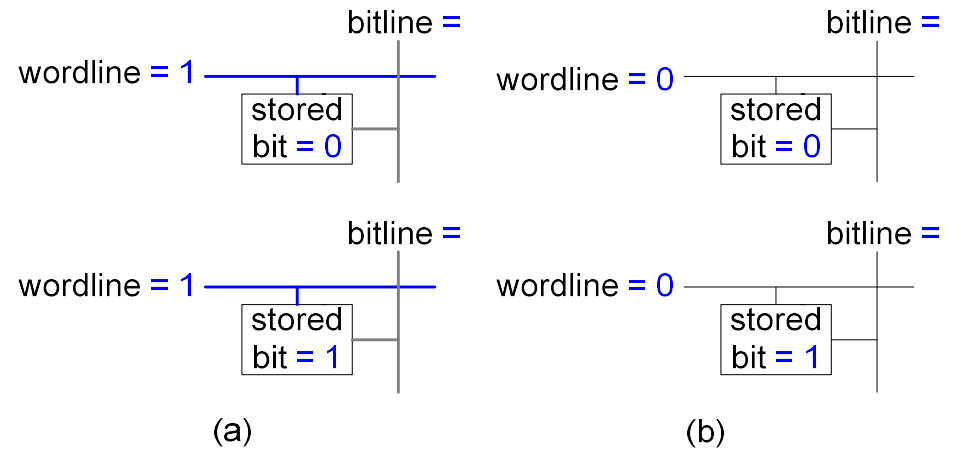 bitline =
wordline = 1
stored
bit = 0
bitline =
wordline = 0
stored
bit = 0
bitline =
wordline = 1
stored
bit = 1
bitline =
wordline = 0
stored
bit = 1
(a)
(b)